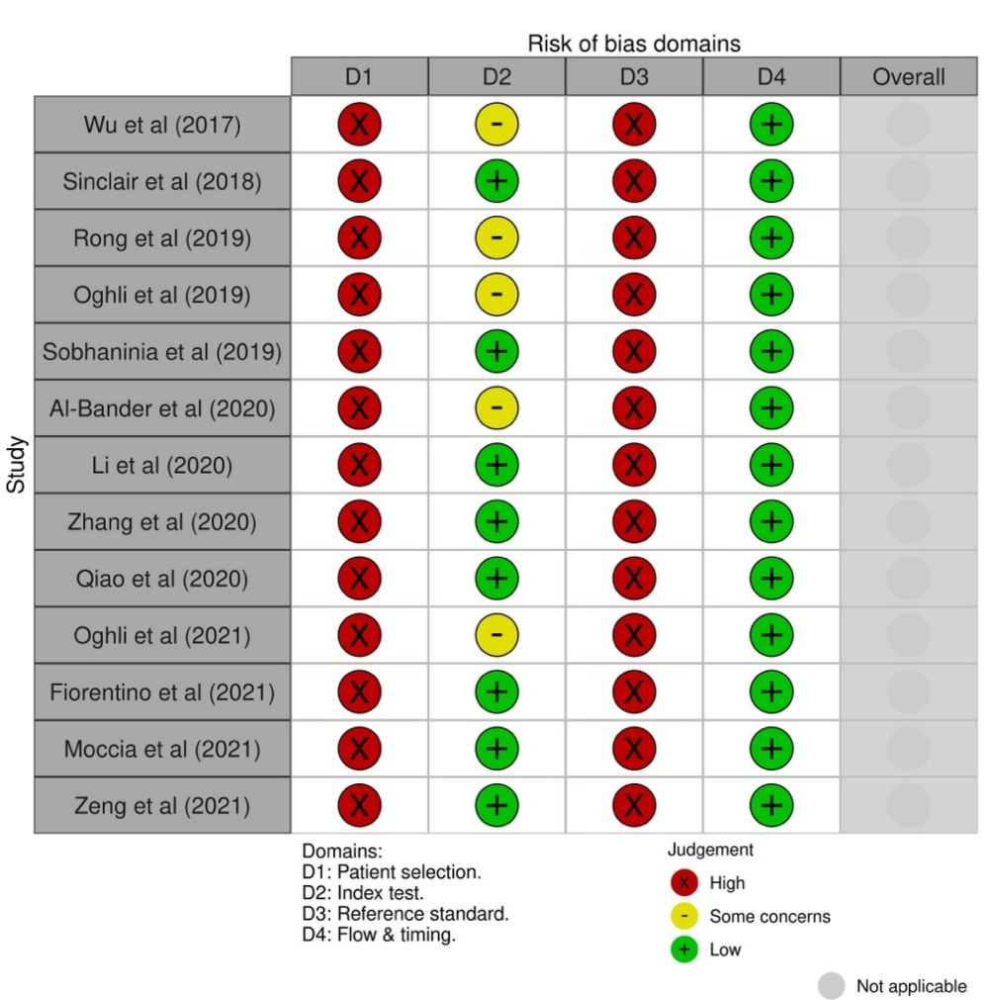 Risk of bias domains
D1 D2 D3 D4 Overall
Study
Wu et al (2017) X - X +
Sinclair et al (2018) X + X +
Rong et al (2019) X - X +
Oghli et al (2019) X - X +
Sobhaninia et al (2019) X + X +
Al-Bander et al (2020) X - X +
Li et al (2020) X + X +
Zhang et al (2020) X + X +
Qiao et al (2020) X + X +
Oghli et al (2021) X - X +
Fiorentino et al (2021) X + X +
Moccia et al (2021) X + X +
Zeng et al (2021) X + X +
Domains:
D1: Patient selection.
D2: Index test.
D3: Reference standard.
D4: Flow & timing.
Judgement
X High
- Some concerns
+ Low
Not applicable